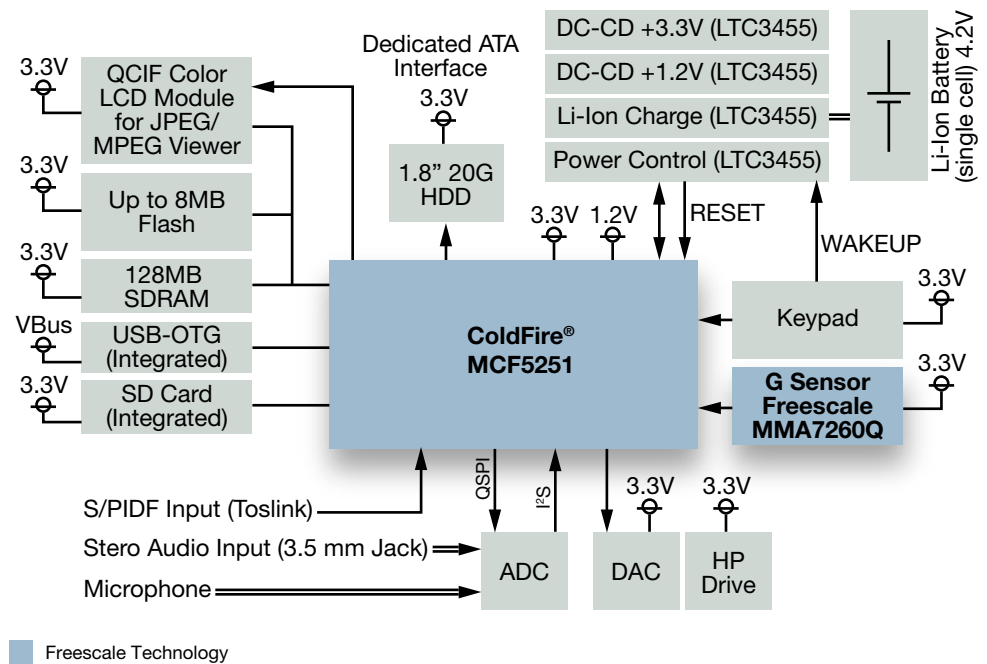 3.3V
QCIF Color
LCD Module
for JPEG/
MPEG Viewer
3.3V
Up to 8MB
Flash
3.3V
128MB
SDRAM
VBus
USB-OTG
(Integrated)
3.3V
SD Card
(Integrated)
Dedicated ATA
Interface
3.3V
1.8” 20G
HDD
DC-CD +3.3V (LTC3455)
DC-CD +1.2V (LTC3455)
Li-Ion Charge (LTC3455)
Power Control (LTC3455)
Li-Ion Battery
(single cell) 4.2V
3.3V
1.2V
RESET
WAKEUP
ColdFire®
MCF5251
Keypad
3.3V
G Sensor
Freescale
MMA7260Q
3.3V
S/PIDF Input (Toslink)
Stero Audio Input (3.5 mm Jack)
Microphone
QSPI
I²S
ADC
3.3V
DAC
3.3V
HP
Drive
Freescale Technology